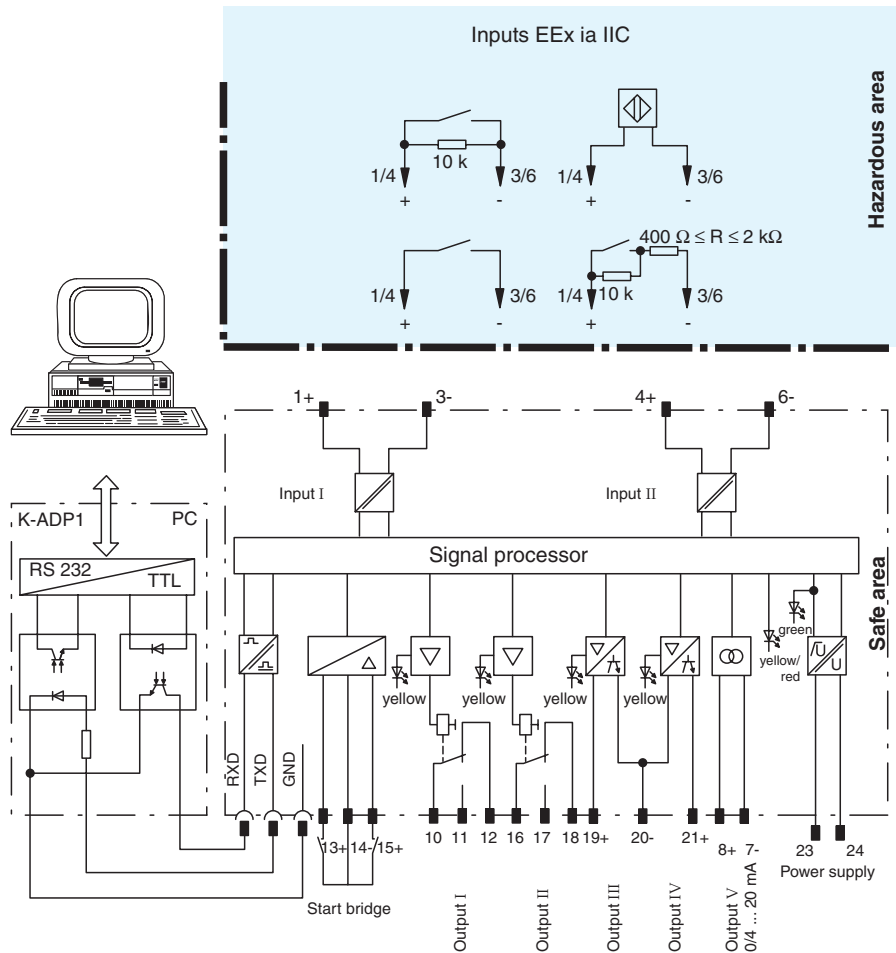 Inputs EEx ia IIC
Hazardous area
10 k
1/4
3/6
1/4
3/6
+
-
+
-
400 Ω ≤ R ≤ 2 kΩ
1/4
3/6
1/4
10 k
3/6
+
-
+
-
1+
3-
4+
6-
Input I
Input II
K-ADP1
PC
Signal processor
Safe area
RS 232
TTL
green
yellow/
red
U
U
yellow
yellow
yellow
yellow
RXD
TXD
GND
13+
14-
15+
10
11
12
16
17
18
19+
20-
21+
8+
7-
23
24
Power supply
Start bridge
Output I
Output II
Output III
Output IV
Output V
0/4 ... 20 mA